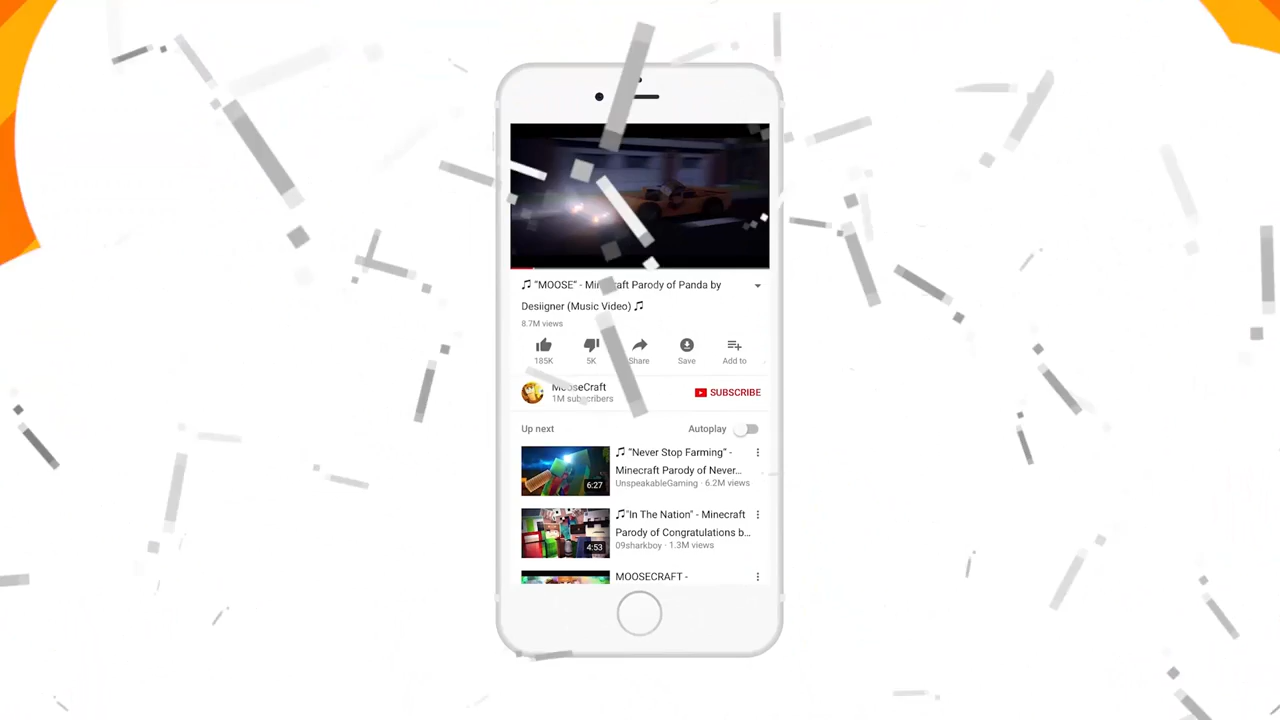 🎵 “MOOSE” - Minecraft Parody of Panda by
Desiigner (Music Video) 🎵
8.7M views
185K
5K
Share
Save
Add to
MooseCraft
1M subscribers
SUBSCRIBE
Up next
Autoplay
🎵 “Never Stop Farming” -
Minecraft Parody of Never...
UnspeakableGaming · 6.2M views
6:27
🎵"In The Nation" - Minecraft
Parody of Congratulations b...
09sharkboy · 1.3M views
4:53
MOOSECRAFT -